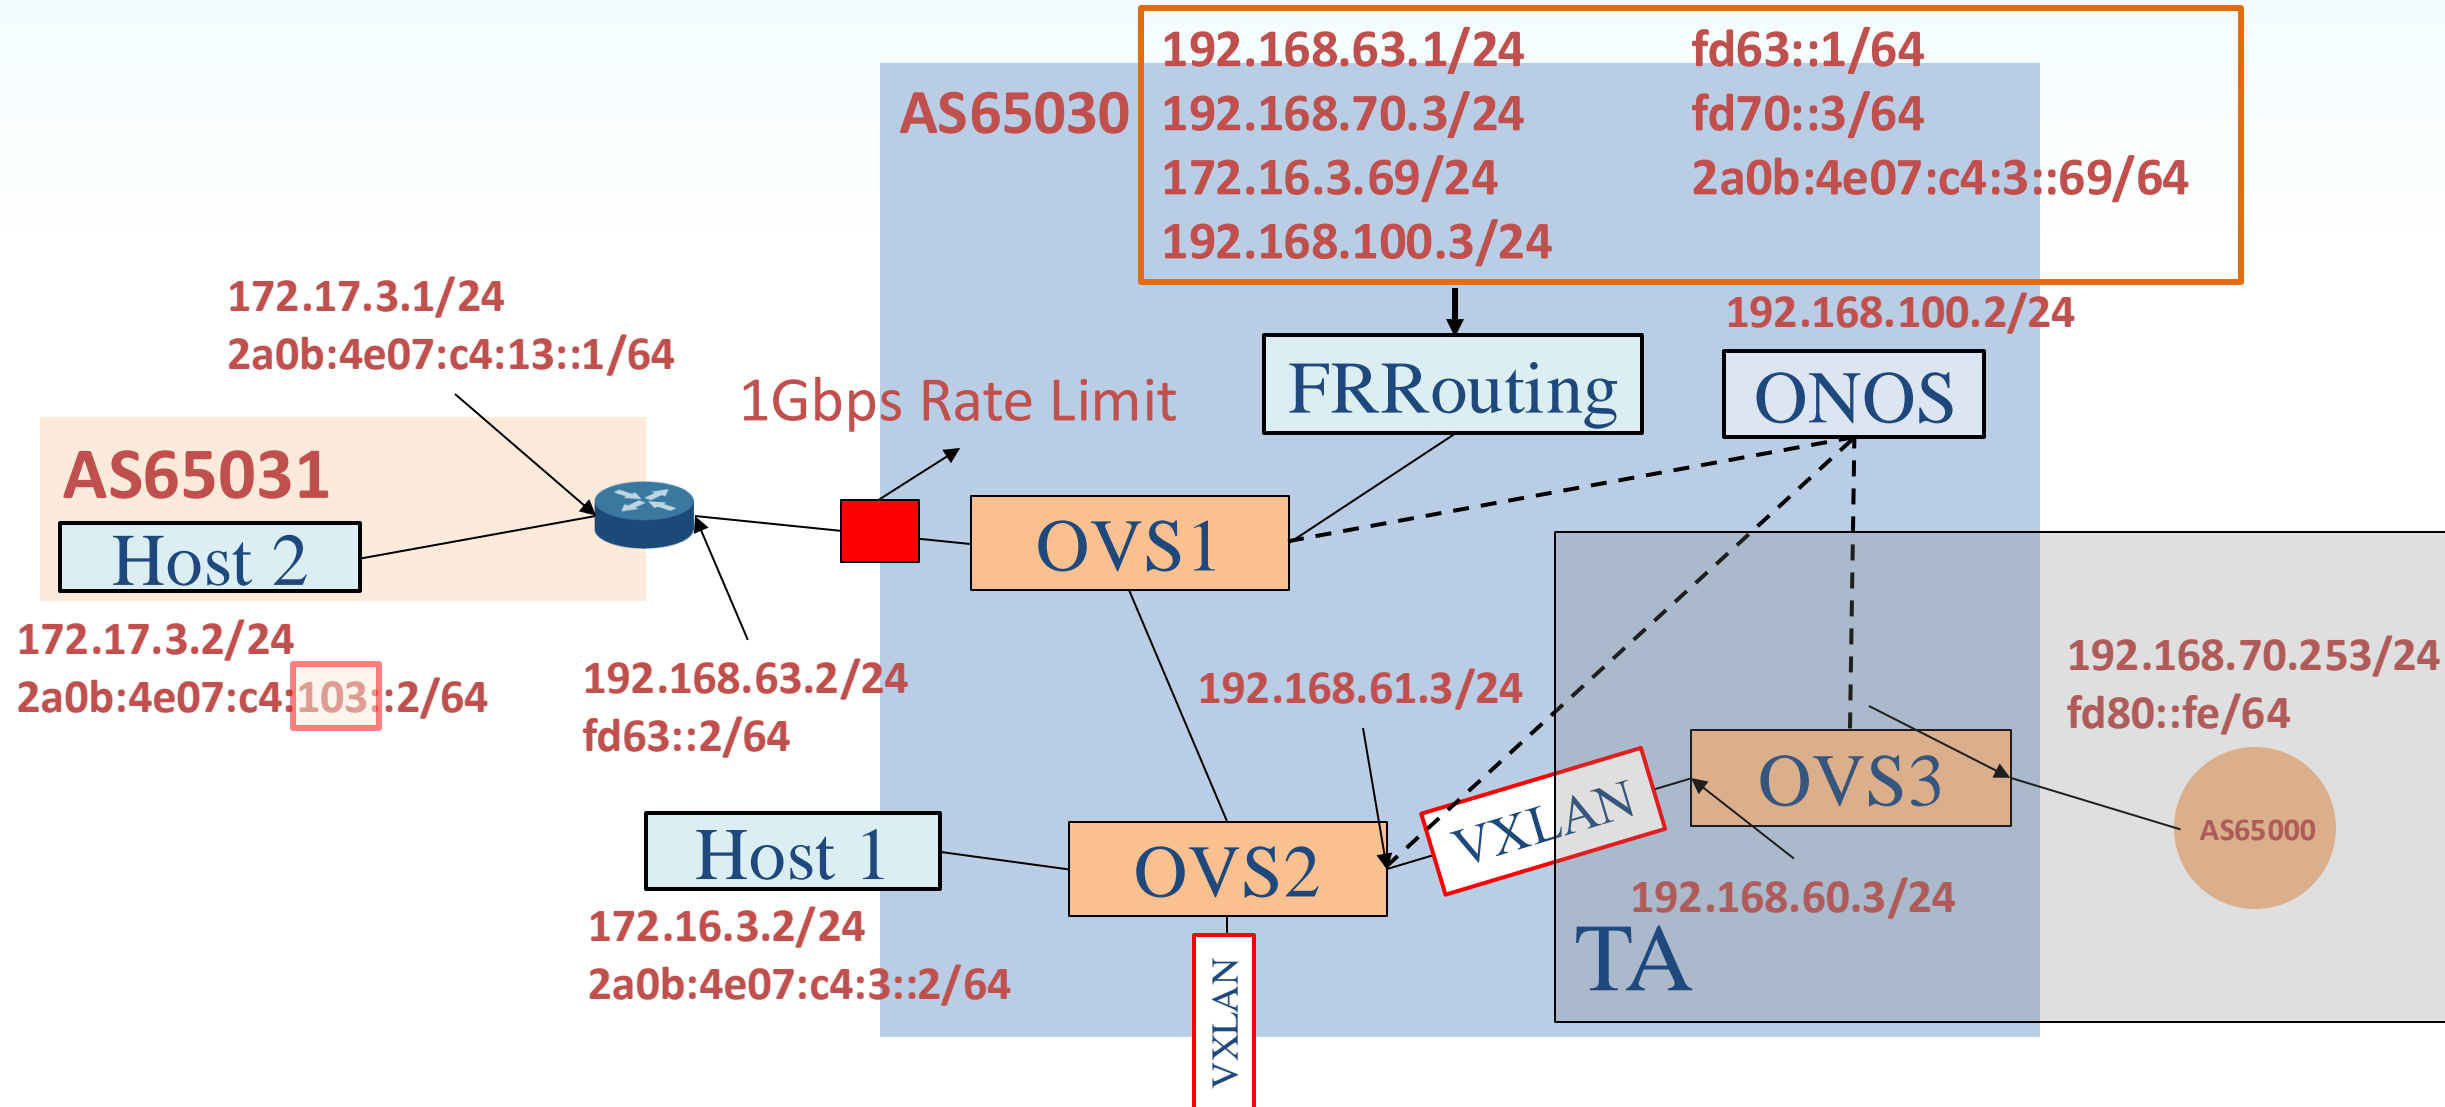 192.168.63.1/24 fd63::1/64
AS65030 192.168.70.3/24 fd70::3/64
172.16.3.69/24 2a0b:4e07:c4:3::69/64
192.168.100.3/24
172.17.3.1/24
2a0b:4e07:c4:13::1/64
192.168.100.2/24
1Gbps Rate Limit
FRRouting
ONOS
AS65031
Host 2
OVS1
172.17.3.2/24
2a0b:4e07:c4:103::2/64
192.168.63.2/24
fd63::2/64
192.168.61.3/24
192.168.70.253/24
fd80::fe/64
VXLAN
OVS3
AS65000
Host 1
OVS2
192.168.60.3/24
172.16.3.2/24
2a0b:4e07:c4:3::2/64
TA
VXLAN